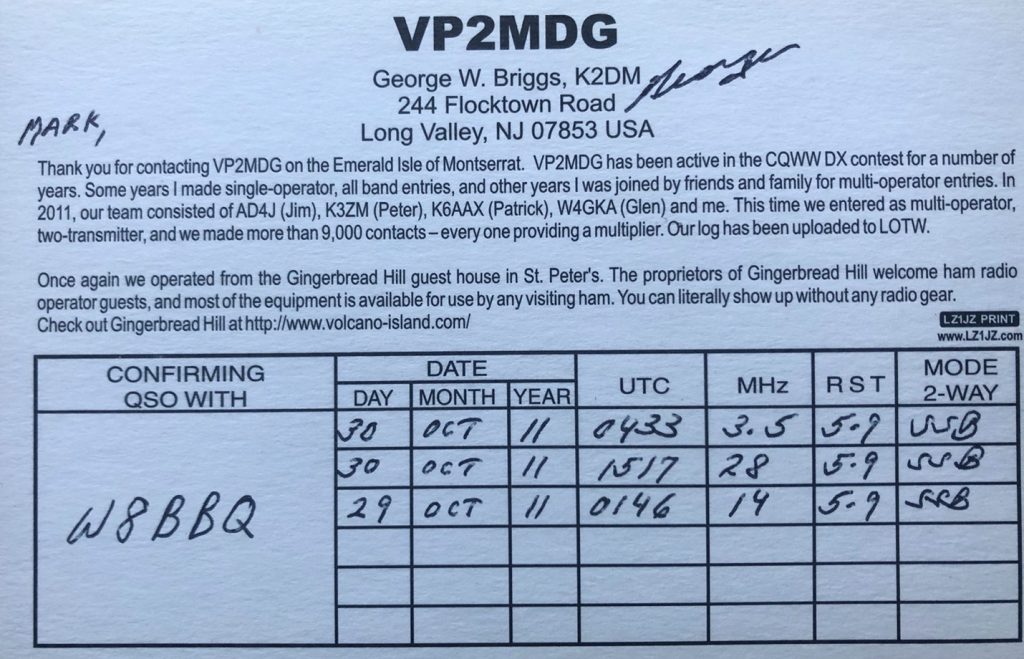 VP2MDG
George W. Briggs, K2DM George
244 Flocktown Road
Long Valley, NJ 07853 USA
MARK,
Thank you for contacting VP2MDG on the Emerald Isle of Montserrat. VP2MDG has been active in the CQWW DX contest for a number of
years. Some years I made single-operator, all band entries, and other years I was joined by friends and family for multi-operator entries. In
2011, our team consisted of AD4J (Jim), K3ZM (Peter), K6AAX (Patrick), W4GKA (Glen) and me. This time we entered as multi-operator,
two-transmitter, and we made more than 9,000 contacts – every one providing a multiplier. Our log has been uploaded to LOTW.
Once again we operated from the Gingerbread Hill guest house in St. Peter's. The proprietors of Gingerbread Hill welcome ham radio
operator guests, and most of the equipment is available for use by any visiting ham. You can literally show up without any radio gear.
Check out Gingerbread Hill at http://www.volcano-island.com/
LZ1JZ PRINT
www.LZ1JZ.com
CONFIRMING QSO WITH DATE DAY MONTH YEAR UTC MHz RST MODE 2-WAY
30 OCT 11 0433 3.5 5-9 SSB
30 OCT 11 1517 28 5-9 SSB
W8BBQ 29 OCT 11 0146 14 5-9 SSB